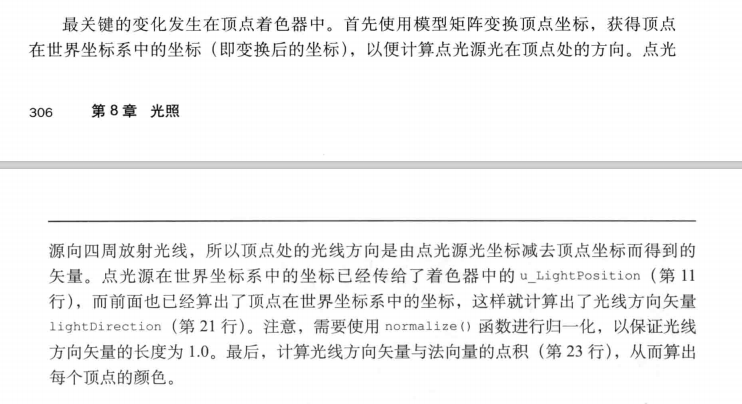 最关键的变化发生在顶点着色器中。首先使用模型矩阵变换顶点坐标，获得顶点
在世界坐标系中的坐标（即变换后的坐标），以便计算点光源光在顶点处的方向。点光
306 第8章 光照
源向四周放射光线，所以顶点处的光线方向是由点光源光坐标减去顶点坐标而得到的
矢量。点光源在世界坐标系中的坐标已经传给了着色器中的 u_LightPosition（第 11
行），而前面也已经算出了顶点在世界坐标系中的坐标，这样就计算出了光线方向矢量
lightDirection（第 21 行）。注意，需要使用 normalize() 函数进行归一化，以保证光线
方向矢量的长度为 1.0。最后，计算光线方向矢量与法向量的点积（第 23 行），从而算出
每个顶点的颜色。